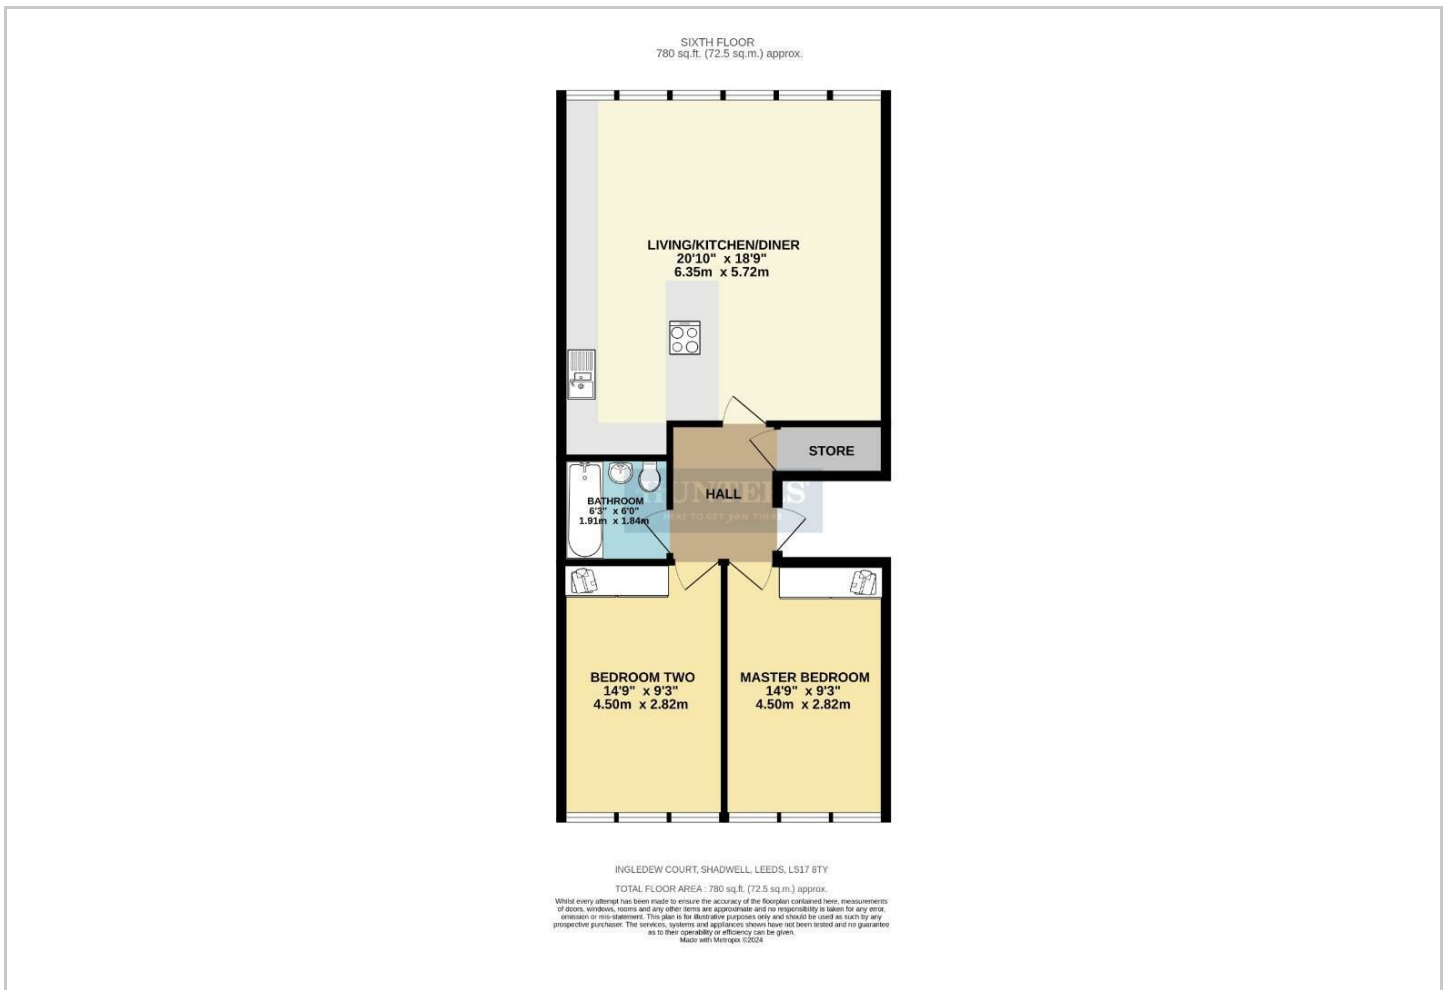 SIXTH FLOOR
780 sq.ft. (72.5 sq.m.) approx.
LIVING/KITCHEN/DINER
20'10" x 18'9"
6.35m x 5.72m
STORE
HALL
HUNTERS
HERE TO GET you THERE
BATHROOM
6'3" x 6'0"
1.91m x 1.84m
BEDROOM TWO
14'9" x 9'3"
4.50m x 2.82m
MASTER BEDROOM
14'9" x 9'3"
4.50m x 2.82m
INGLEDEW COURT, SHADWELL, LEEDS, LS17 8TY
TOTAL FLOOR AREA : 780 sq.ft. (72.5 sq.m.) approx.
Whilst every attempt has been made to ensure the accuracy of the floorplan contained here, measurements
of doors, windows, rooms and any other items are approximate and no responsibility is taken for any error,
omission or mis-statement. This plan is for illustrative purposes only and should be used as such by any
prospective purchaser. The services, systems and appliances shown have not been tested and no guarantee
as to their operability or efficiency can be given.
Made with Metropix ©2024